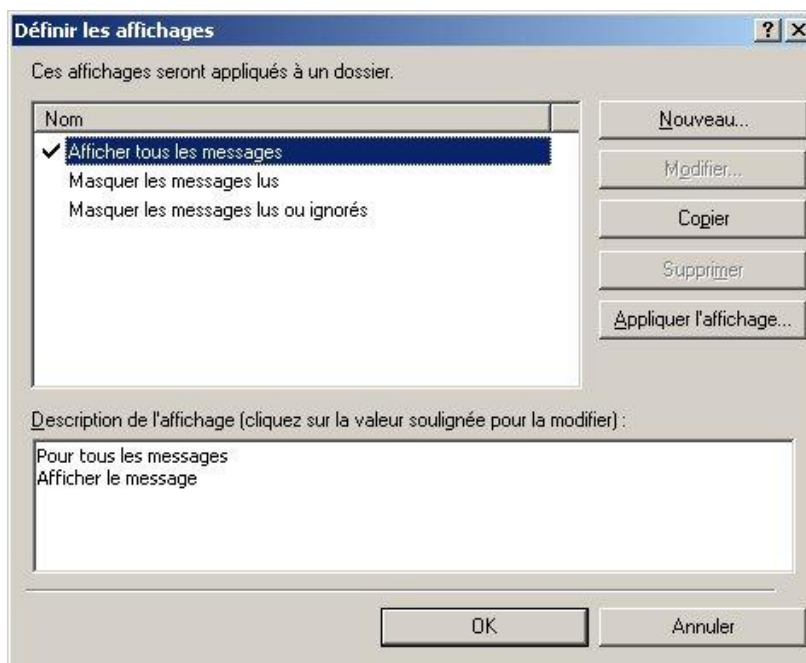 Définir les affichages
Ces affichages seront appliqués à un dossier.
Nom
Afficher tous les messages
Masquer les messages lus
Masquer les messages lus ou ignorés
Nouveau...
Modifier...
Copier
Supprimer
Appliquer l'affichage...
Description de l'affichage (cliquez sur la valeur soulignée pour la modifier) :
Pour tous les messages
Afficher le message
OK
Annuler